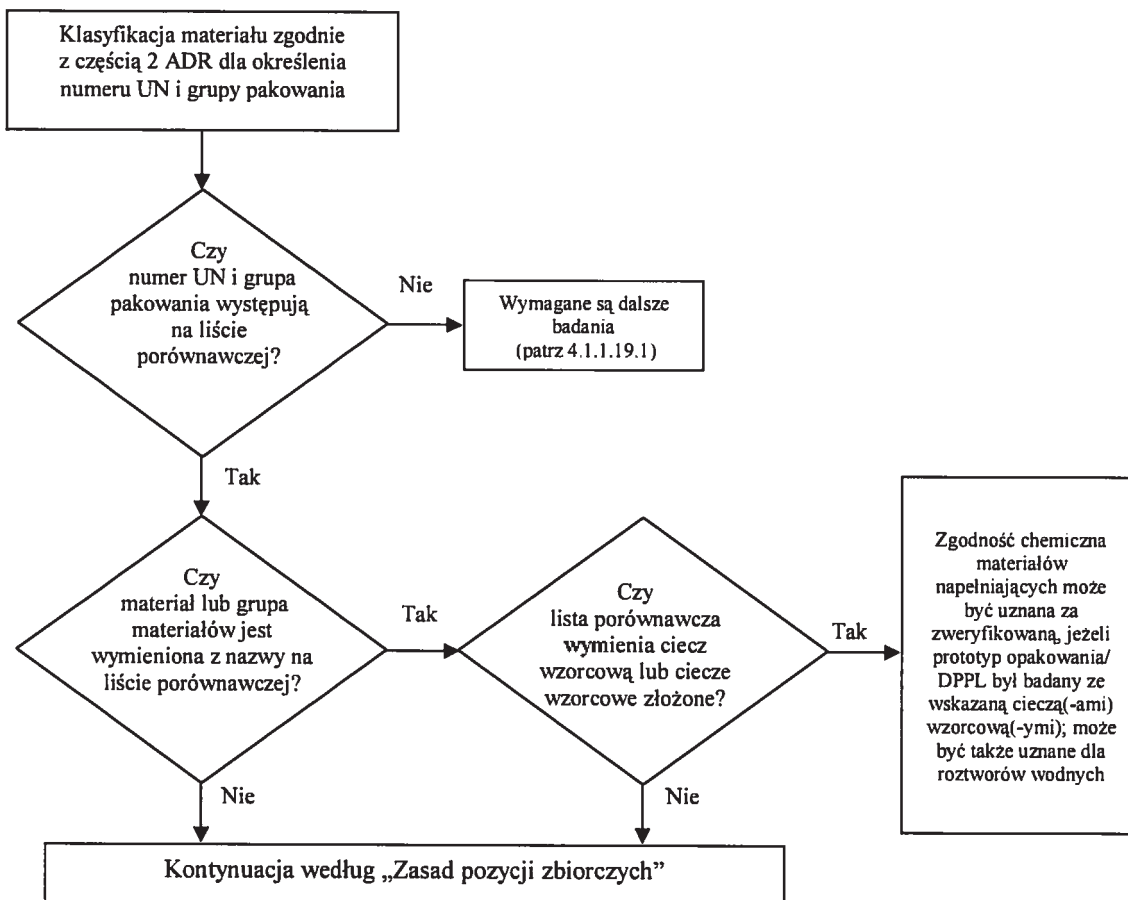 Klasyfikacja materiału zgodnie
z częścią 2 ADR dla określenia
numeru UN i grupy pakowania
Czy
numer UN i grupa
pakowania występują
na liście
porównawczej?
Nie
Wymagane są dalsze
badania
(patrz 4.1.1.19.1)
Tak
Czy
materiał lub grupa
materiałów jest
wymieniona z nazwy na
liście porównawczej?
Tak
Czy
lista porównawcza
wymienia ciecz
wzorcową lub ciecze
wzorcowe złożone?
Tak
Zgodność chemiczna
materiałów
napełniających może
być uznana za
zweryfikowaną, jeżeli
prototyp opakowania/
DPPL był badany ze
wskazaną cieczą(-ami)
wzorcową(-ymi); może
być także uznane dla
roztworów wodnych
Nie
Nie
Kontynuacja według „Zasad pozycji zbiorczych”